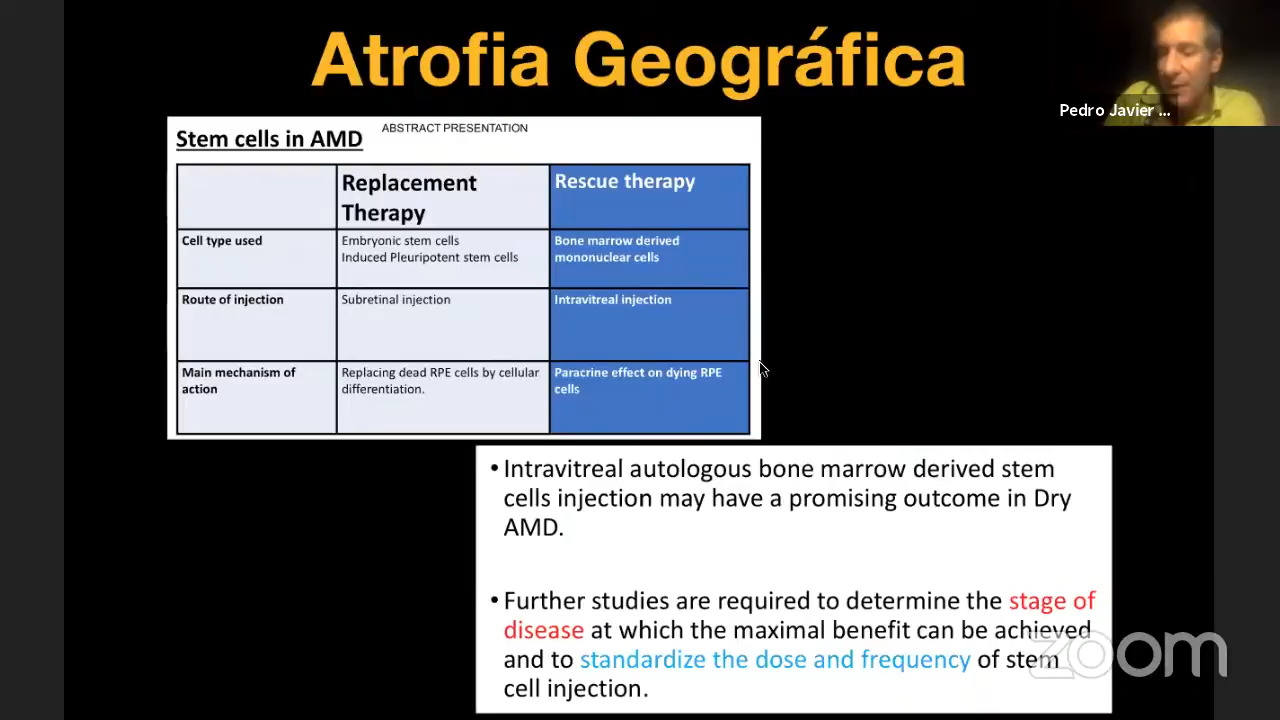 Atrofia Geográfica
Pedro Javier ...
ABSTRACT PRESENTATION
Stem cells in AMD
Replacement
Therapy
Rescue therapy
Cell type used
Embryonic stem cells
Induced Pleuripotent stem cells
Bone marrow derived
mononuclear cells
Route of injection
Subretinal injection
Intravitreal injection
Main mechanism of
action
Replacing dead RPE cells by cellular
differentiation.
Paracrine effect on dying RPE
cells
•Intravitreal autologous bone marrow derived stem
cells injection may have a promising outcome in Dry
AMD.
•Further studies are required to determine the stage of
disease at which the maximal benefit can be achieved
and to standardize the dose and frequency of stem
cell injection.
zoom